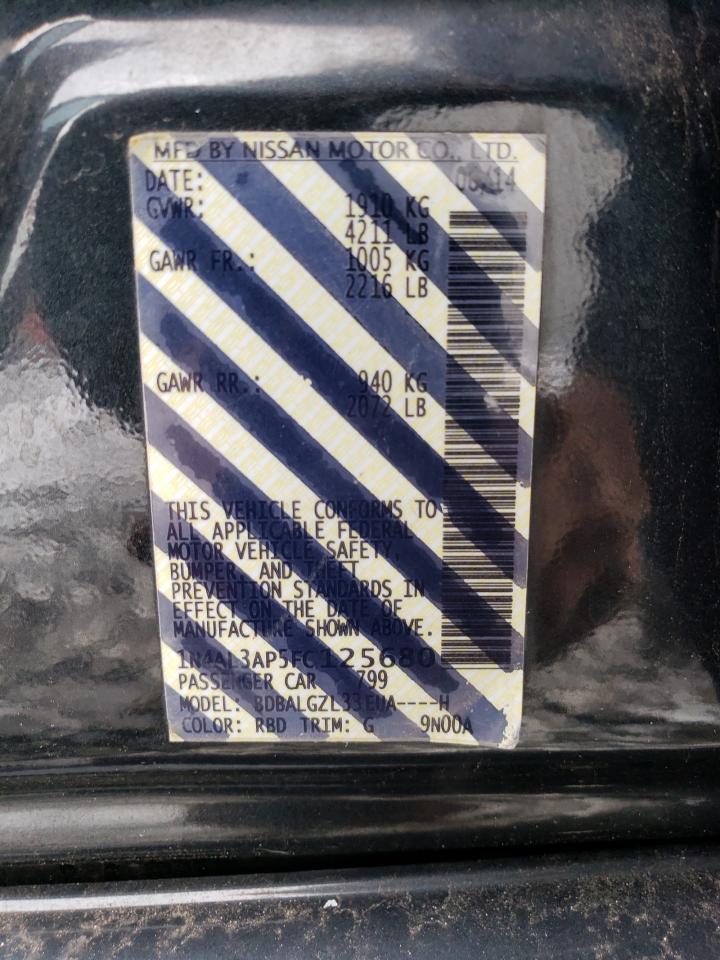 MFD BY NISSAN MOTOR CO., LTD.
DATE: 08/14
GVWR: 1910 KG
4211 LB
GAWR FR.: 1005 KG
2216 LB
GAWR RR.: 940 KG
2072 LB
THIS VEHICLE CONFORMS TO
ALL APPLICABLE FEDERAL
MOTOR VEHICLE SAFETY,
BUMPER, AND THEFT
PREVENTION STANDARDS IN
EFFECT ON THE DATE OF
MANUFACTURE SHOWN ABOVE.
1N4AL3AP5FC125680
PASSENGER CAR 799
MODEL: BDBALGZL33EUA----H
COLOR: RBD TRIM: G 9N00A